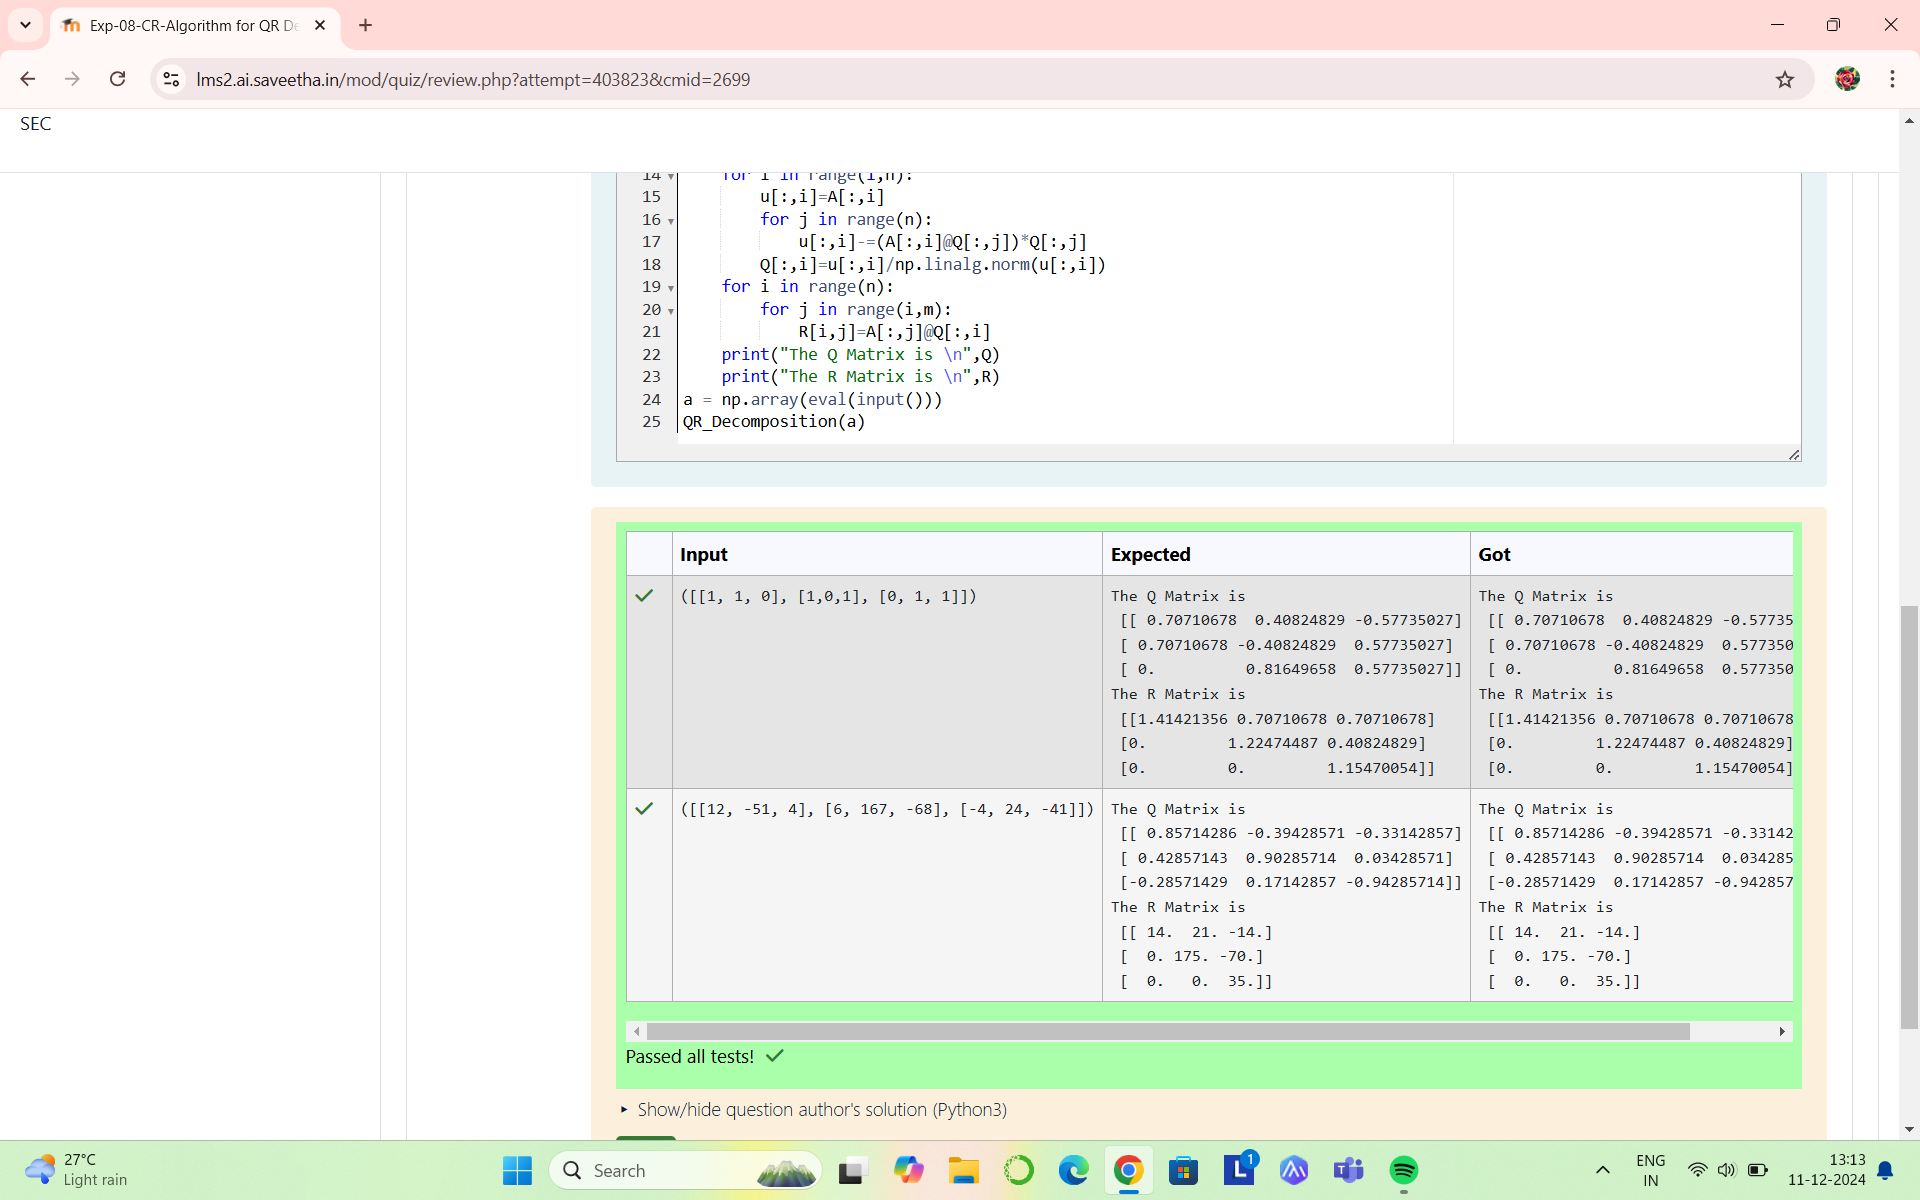 Exp-08-CR-Algorithm for QR De
lms2.ai.saveetha.in/mod/quiz/review.php?attempt=403823&cmid=2699
SEC
14 for i in range(1,n):
15 u[:,i]=A[:,i]
16 for j in range(n):
17 u[:,i]-=(A[:,i]@Q[:,j])*Q[:,j]
18 Q[:,i]=u[:,i]/np.linalg.norm(u[:,i])
19 for i in range(n):
20 for j in range(i,m):
21 R[i,j]=A[:,j]@Q[:,i]
22 print("The Q Matrix is \n",Q)
23 print("The R Matrix is \n",R)
24 a = np.array(eval(input()))
25 QR_Decomposition(a)
Input Expected Got
([[1, 1, 0], [1,0,1], [0, 1, 1]]) The Q Matrix is The Q Matrix is
[[ 0.70710678 0.40824829 -0.57735027] [[ 0.70710678 0.40824829 -0.57735
[ 0.70710678 -0.40824829 0.57735027] [ 0.70710678 -0.40824829 0.577350
[ 0. 0.81649658 0.57735027]] [ 0. 0.81649658 0.577350
The R Matrix is The R Matrix is
[[1.41421356 0.70710678 0.70710678] [[1.41421356 0.70710678 0.70710678
[0. 1.22474487 0.40824829] [0. 1.22474487 0.40824829]
[0. 0. 1.15470054]] [0. 0. 1.15470054]
([[12, -51, 4], [6, 167, -68], [-4, 24, -41]]) The Q Matrix is The Q Matrix is
[[ 0.85714286 -0.39428571 -0.33142857] [[ 0.85714286 -0.39428571 -0.33142
[ 0.42857143 0.90285714 0.03428571] [ 0.42857143 0.90285714 0.034285
[-0.28571429 0.17142857 -0.94285714]] [-0.28571429 0.17142857 -0.942857
The R Matrix is The R Matrix is
[[ 14. 21. -14.] [[ 14. 21. -14.]
[ 0. 175. -70.] [ 0. 175. -70.]
[ 0. 0. 35.]] [ 0. 0. 35.]]
Passed all tests!
Show/hide question author's solution (Python3)
27°C
Light rain
Search
1
ENG
IN
13:13
11-12-2024